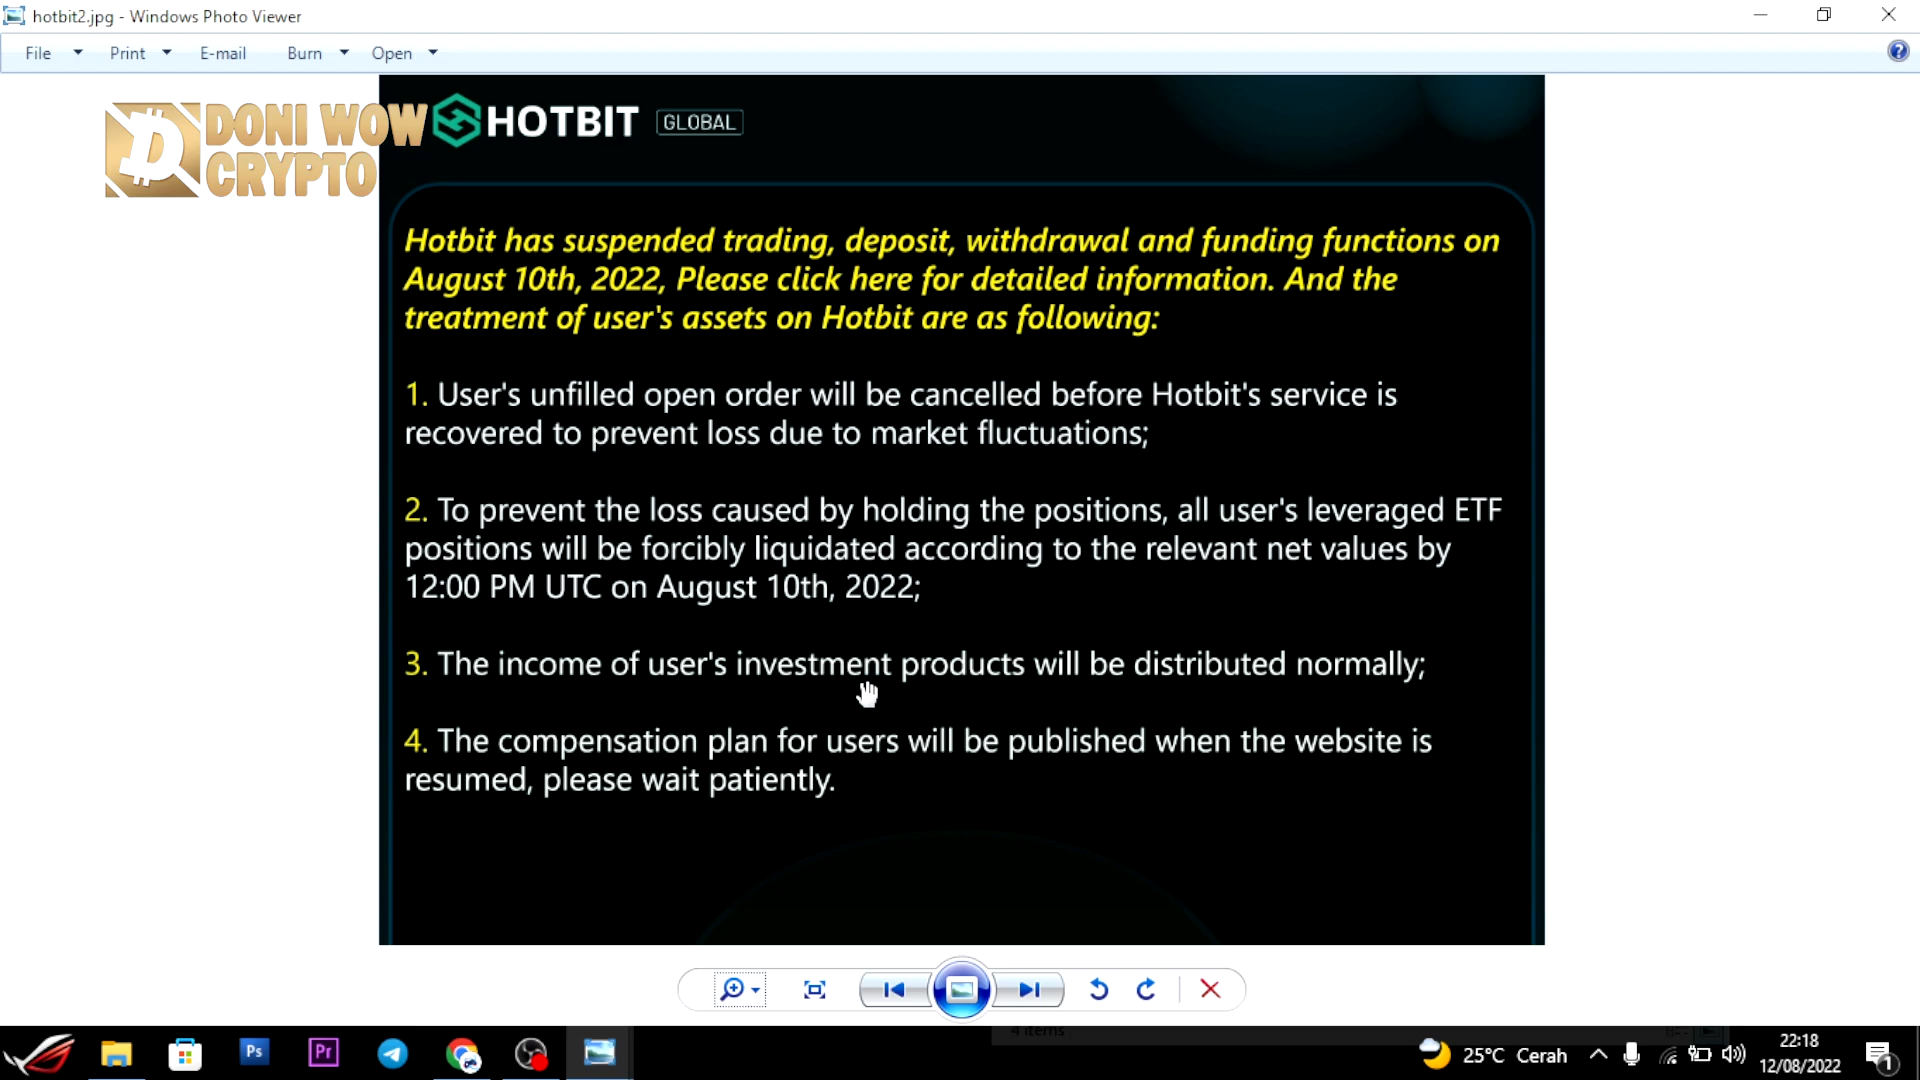 hotbit2.jpg - Windows Photo Viewer
File Print E-mail Burn Open
DONI WOW
CRYPTO
HOTBIT GLOBAL
Hotbit has suspended trading, deposit, withdrawal and funding functions on
August 10th, 2022, Please click here for detailed information. And the
treatment of user's assets on Hotbit are as following:
1. User's unfilled open order will be cancelled before Hotbit's service is
recovered to prevent loss due to market fluctuations;
2. To prevent the loss caused by holding the positions, all user's leveraged ETF
positions will be forcibly liquidated according to the relevant net values by
12:00 PM UTC on August 10th, 2022;
3. The income of user's investment products will be distributed normally;
4. The compensation plan for users will be published when the website is
resumed, please wait patiently.
4 items
Ps Pr 25°C Cerah 22:18
12/08/2022 1